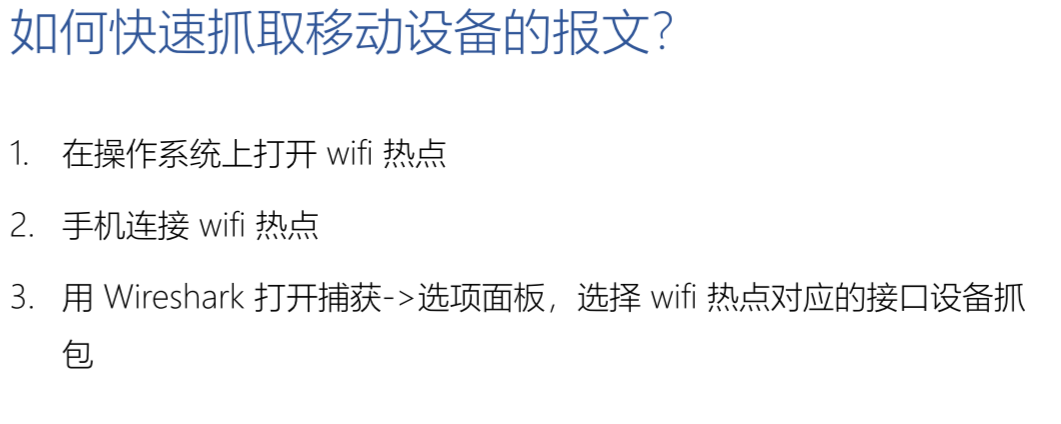 如何快速抓取移动设备的报文?
1. 在操作系统上打开 wifi 热点
2. 手机连接 wifi 热点
3. 用 Wireshark 打开捕获->选项面板，选择 wifi 热点对应的接口设备抓
包